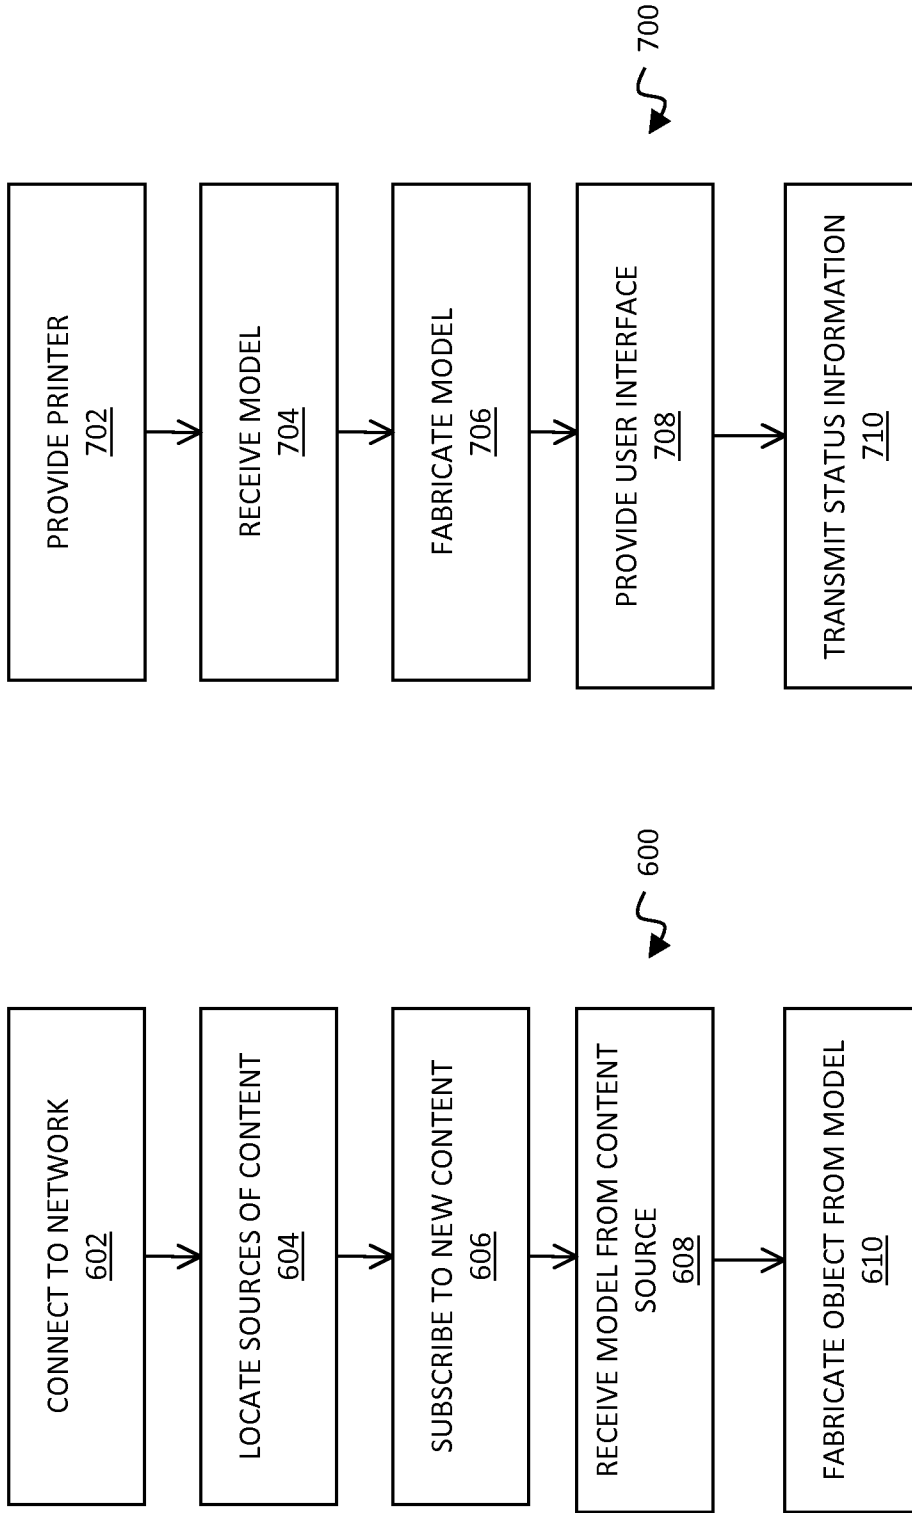 CONNECT TO NETWORK
602
LOCATE SOURCES OF CONTENT
604
SUBSCRIBE TO NEW CONTENT
606
RECEIVE MODEL FROM CONTENT
SOURCE
608
FABRICATE OBJECT FROM MODEL
610
600
PROVIDE PRINTER
702
RECEIVE MODEL
704
FABRICATE MODEL
706
PROVIDE USER INTERFACE
708
TRANSMIT STATUS INFORMATION
710
700